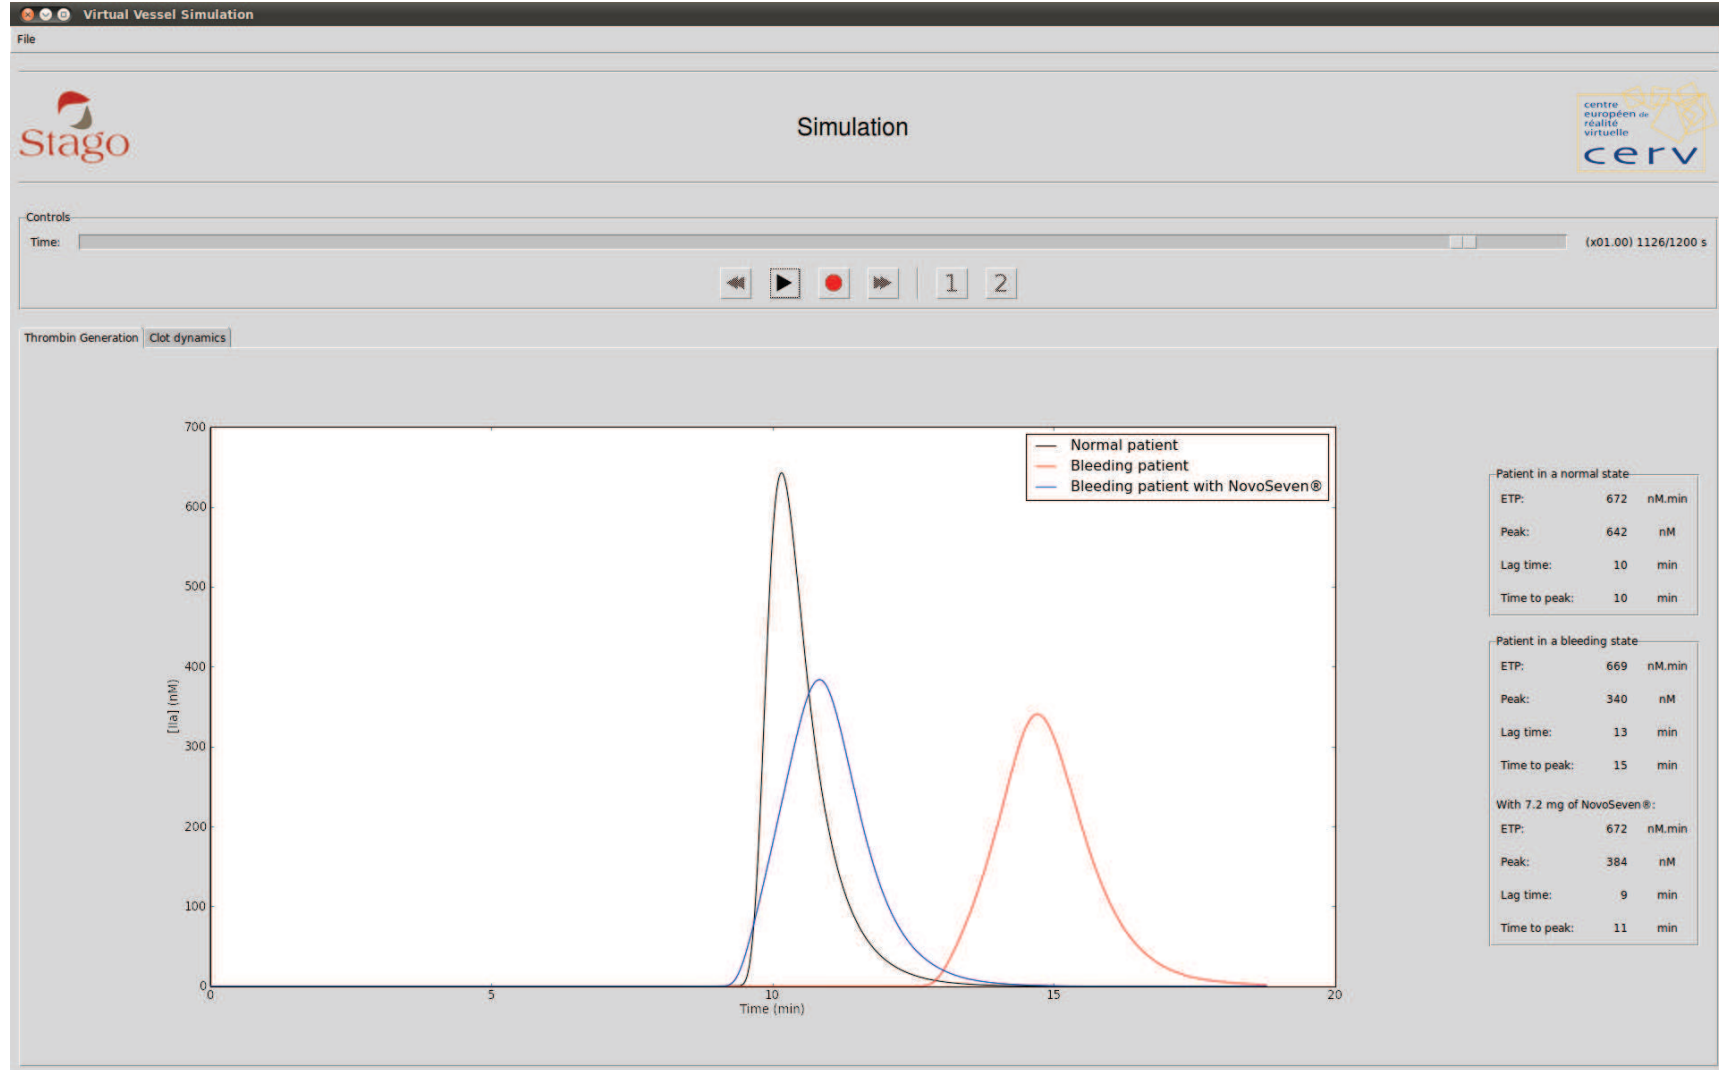 Virtual Vessel Simulation
File
Stago
Simulation
centre
européen de
réalité
virtuelle
cerv
Controls
Time:
(x01.00) 1126/1200 s
1 2
Thrombin Generation Clot dynamics
700
600
500
400
300
200
100
0
[IIa] (nM)
0 5 10 15 20
Time (min)
Normal patient
Bleeding patient
Bleeding patient with NovoSeven®
Patient in a normal state
ETP: 672 nM.min
Peak: 642 nM
Lag time: 10 min
Time to peak: 10 min
Patient in a bleeding state
ETP: 669 nM.min
Peak: 340 nM
Lag time: 13 min
Time to peak: 15 min
With 7.2 mg of NovoSeven®:
ETP: 672 nM.min
Peak: 384 nM
Lag time: 9 min
Time to peak: 11 min